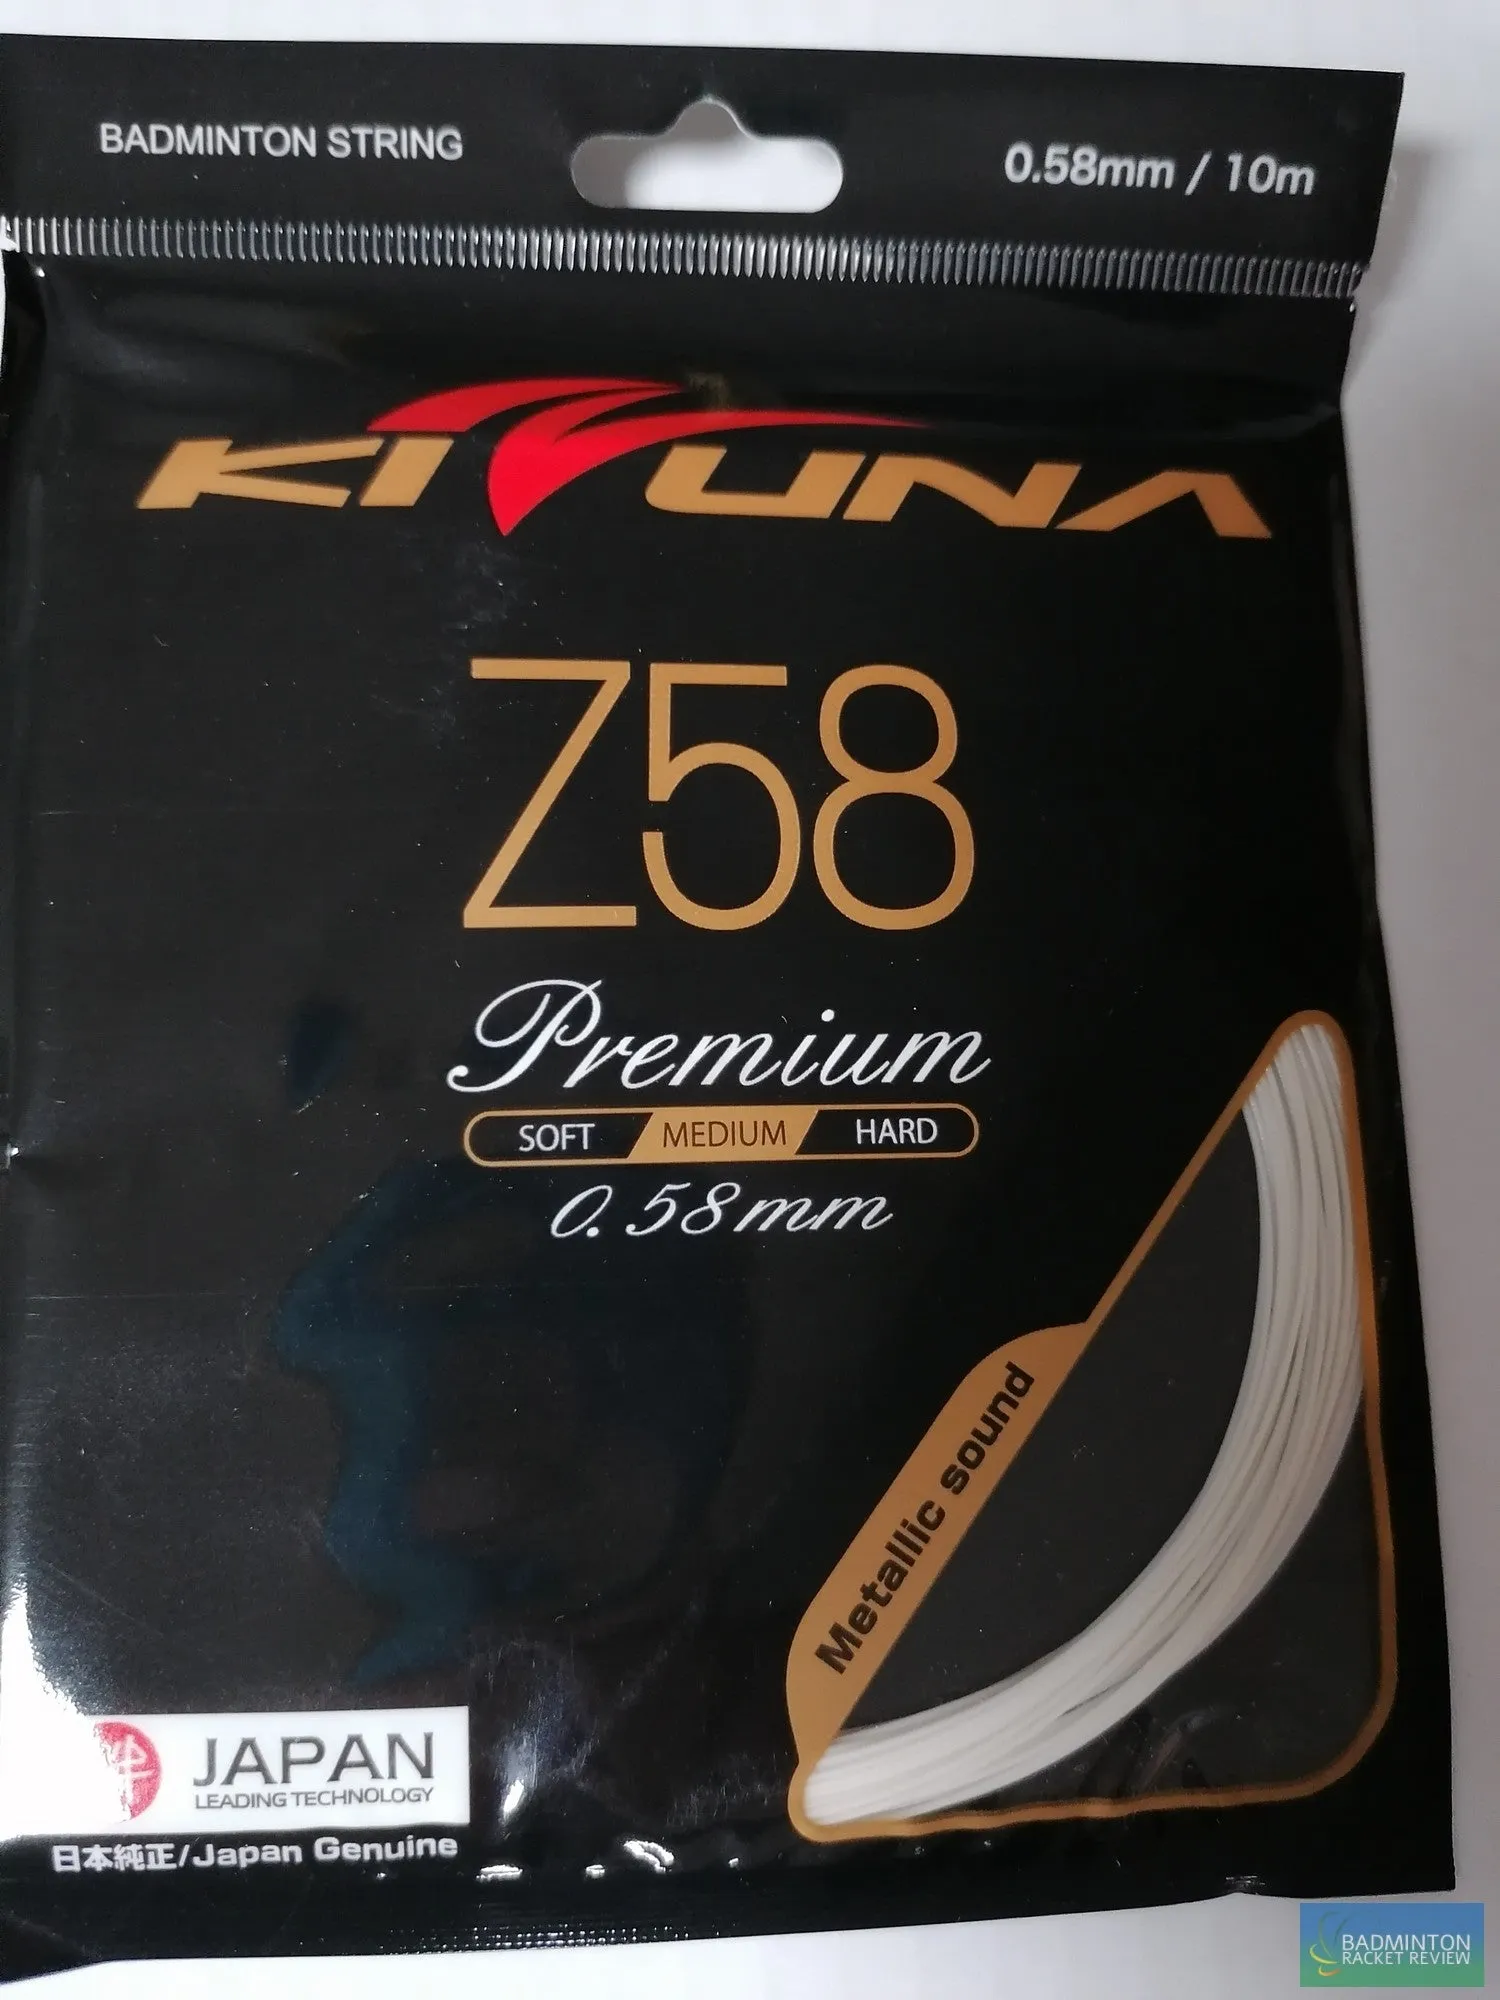 BADMINTON STRING
0.58mm / 10m
KIZUNA
Z58
Premium
SOFT MEDIUM HARD
0.58mm
Metallic sound
JAPAN
LEADING TECHNOLOGY
日本純正/Japan Genuine
BADMINTON
RACKET REVIEW